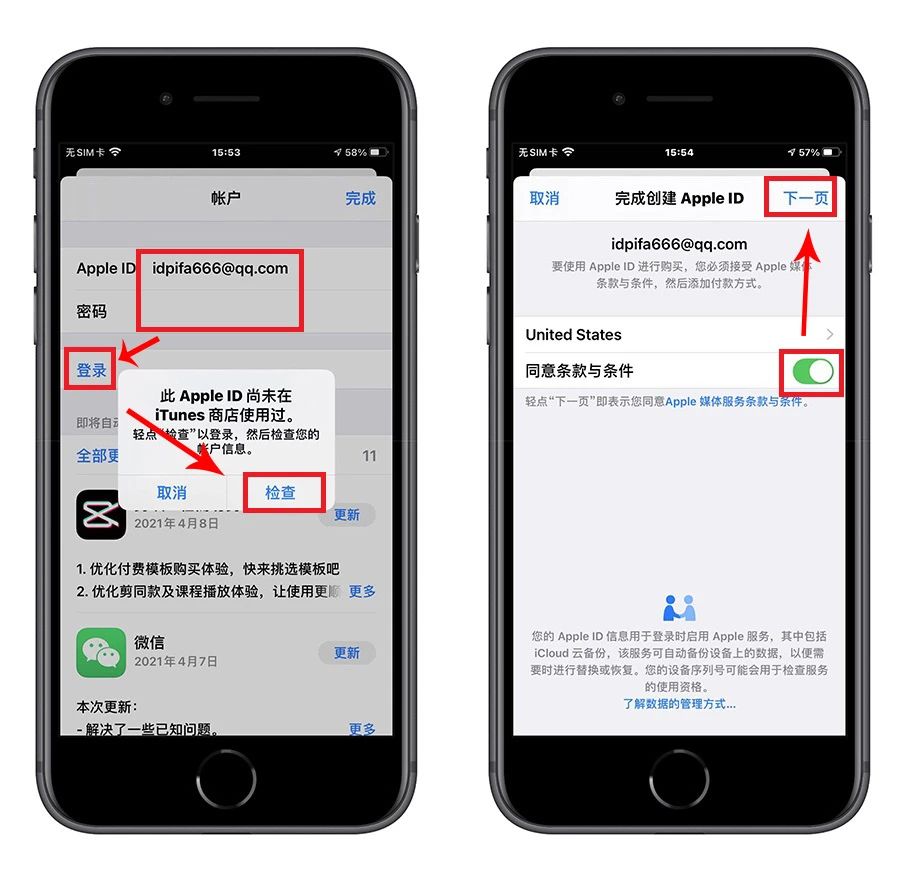 无SIM卡 15:53 58%
帐户 完成
Apple ID idpifa666@qq.com
密码
登录
此 Apple ID 尚未在
iTunes 商店使用过。
轻点“检查”以登录，然后检查您的
帐户信息。
取消 检查
即将自动
全部更 11
2021年4月8日 更新
1. 优化付费模板购买体验，快来挑选模板吧
2. 优化剪同款及课程播放体验，让使用更顺 更多
微信
2021年4月7日 更新
本次更新：
- 解决了一些已知问题。 更多
无SIM卡 15:54 57%
取消 完成创建 Apple ID 下一页
idpifa666@qq.com
要使用 Apple ID 进行购买，您必须接受 Apple 媒体
条款与条件，然后添加付款方式。
United States
同意条款与条件
轻点“下一页”即表示您同意Apple 媒体服务条款与条件。
您的 Apple ID 信息用于登录时启用 Apple 服务，其中包括
iCloud 云备份，该服务可自动备份设备上的数据，以便需
要时进行替换或恢复。您的设备序列号可能会用于检查服务
的使用资格。
了解数据的管理方式...